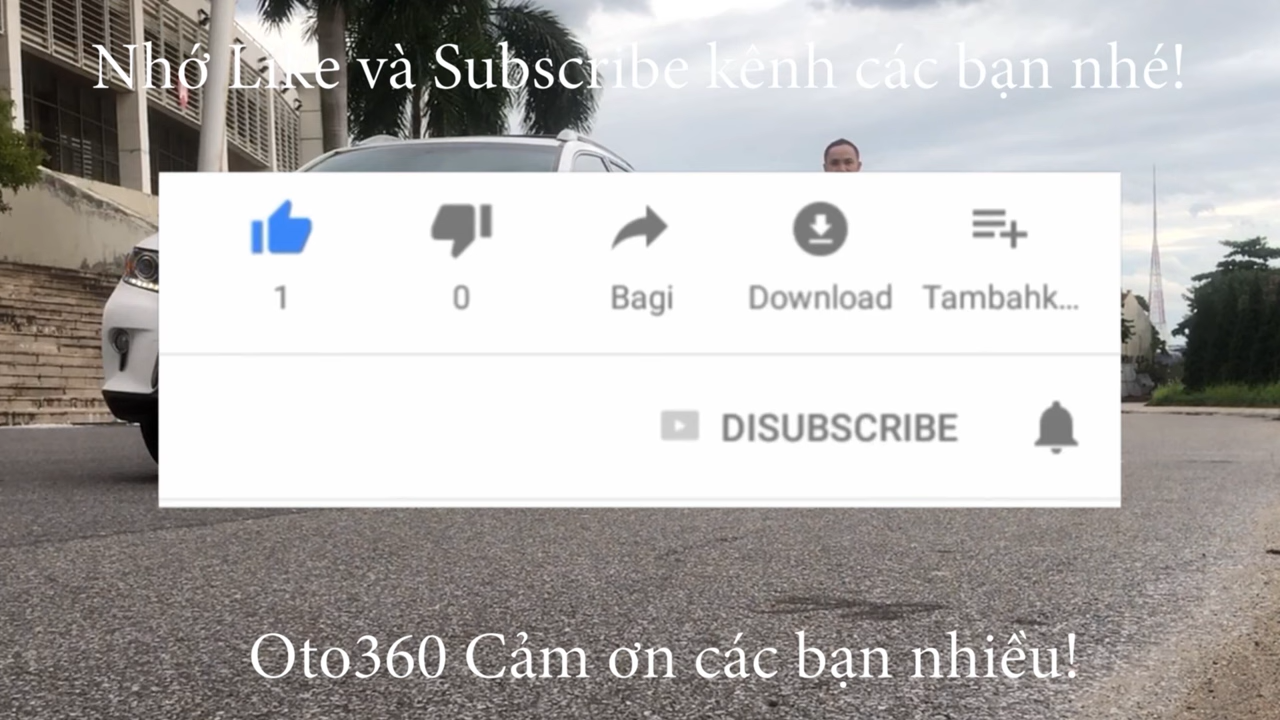 Nhớ Like và Subscribe kênh các bạn nhé!
1 0 Bagi Download Tambahk...
DISUBSCRIBE
Oto360 Cảm ơn các bạn nhiều!